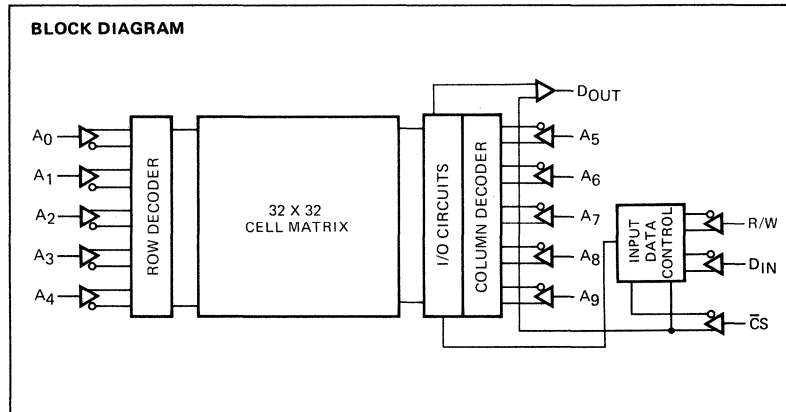 BLOCK DIAGRAM
DOUT
A0
A1
A2
A3
A4
ROW DECODER
32 X 32
CELL MATRIX
I/O CIRCUITS
COLUMN DECODER
A5
A6
A7
A8
A9
INPUT
DATA
CONTROL
R/W
DIN
C̅S